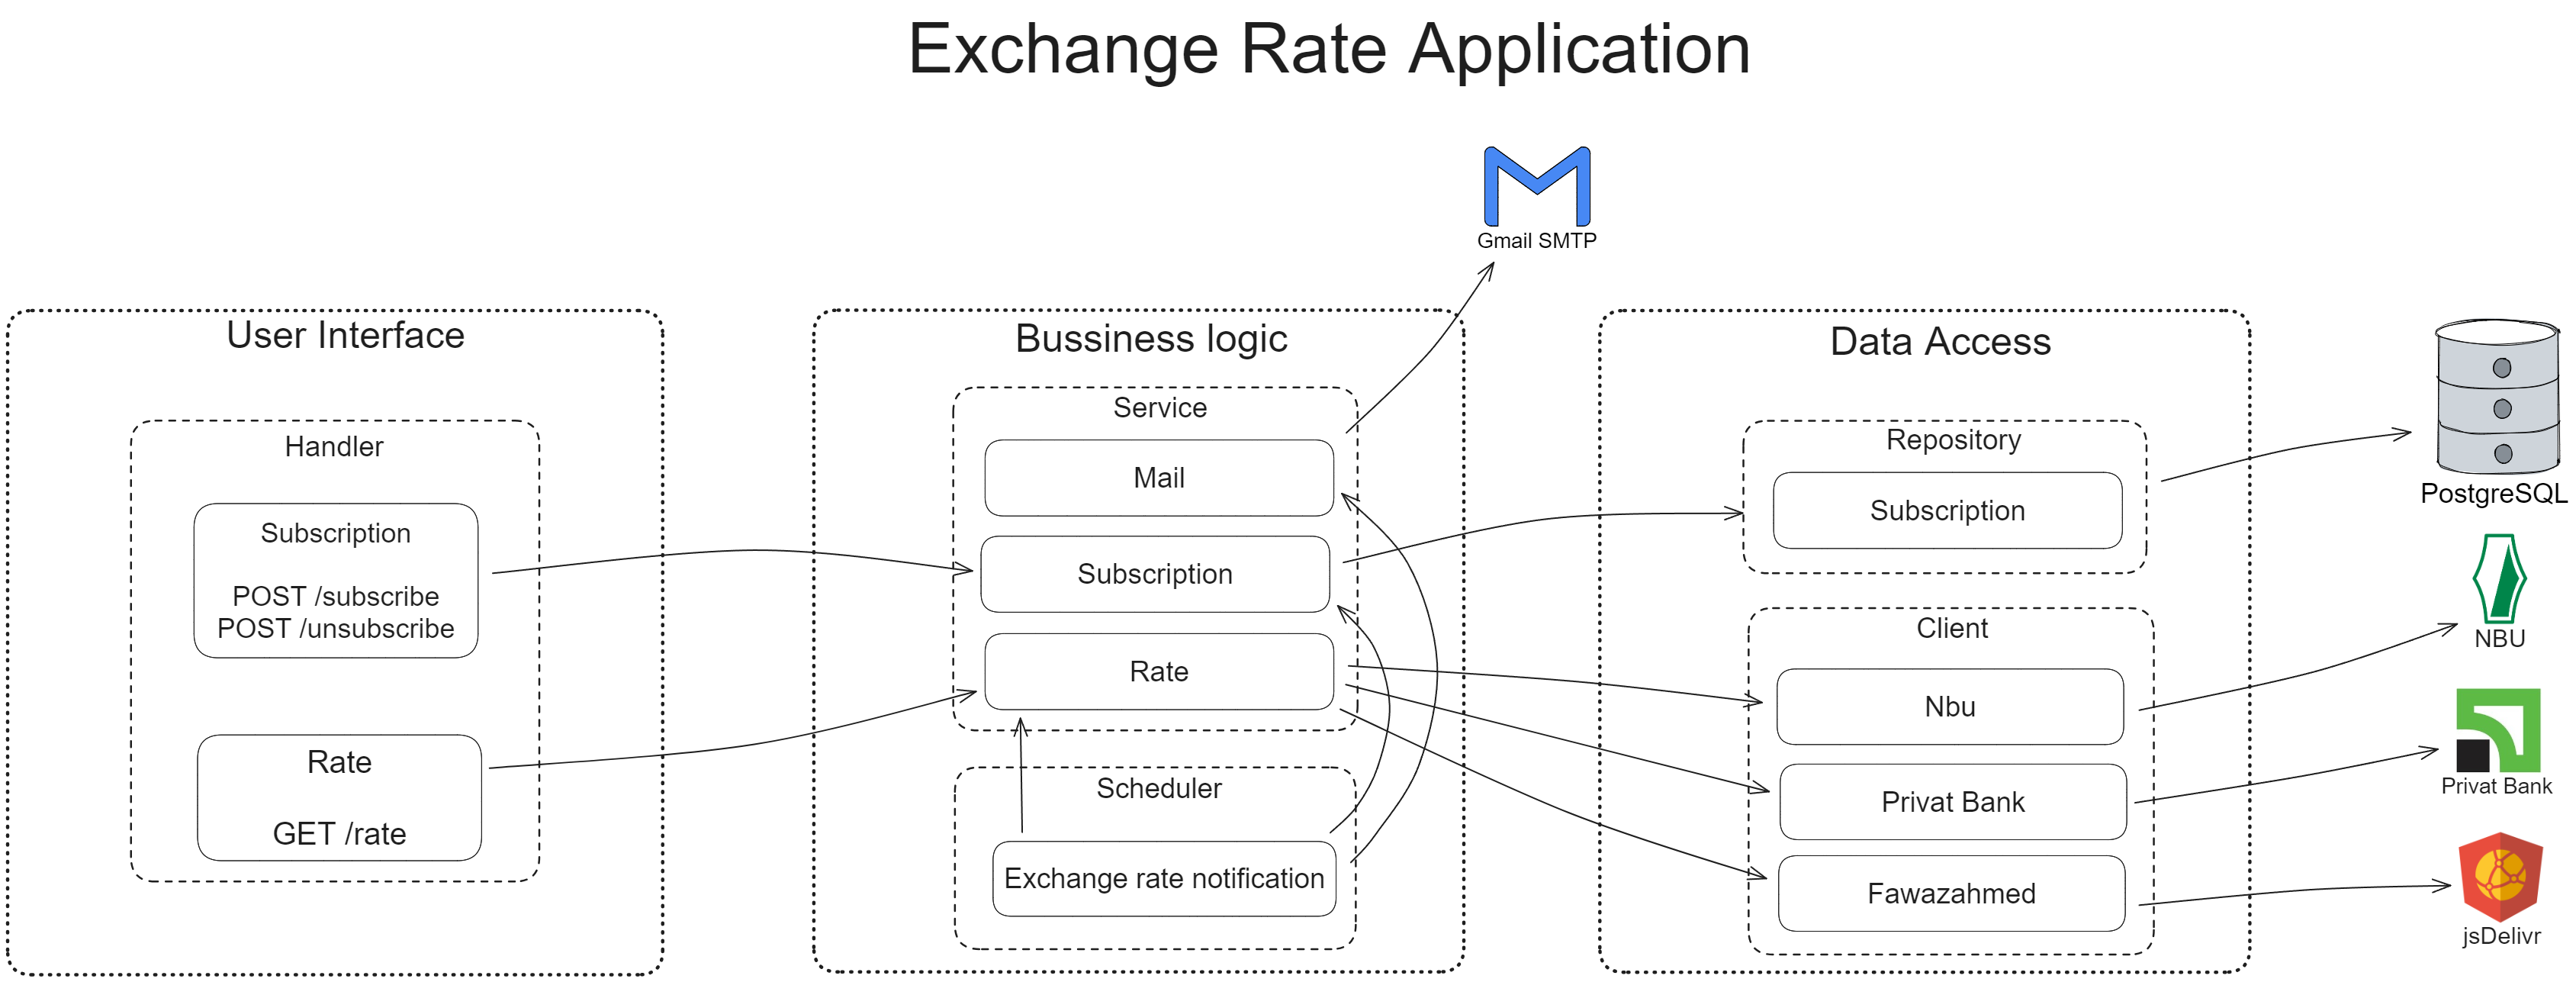 Exchange Rate Application
Gmail SMTP
User Interface
Handler
Subscription
POST /subscribe
POST /unsubscribe
Rate
GET /rate
Bussiness logic
Service
Mail
Subscription
Rate
Scheduler
Exchange rate notification
Data Access
Repository
Subscription
Client
Nbu
Privat Bank
Fawazahmed
PostgreSQL
NBU
Privat Bank
jsDelivr